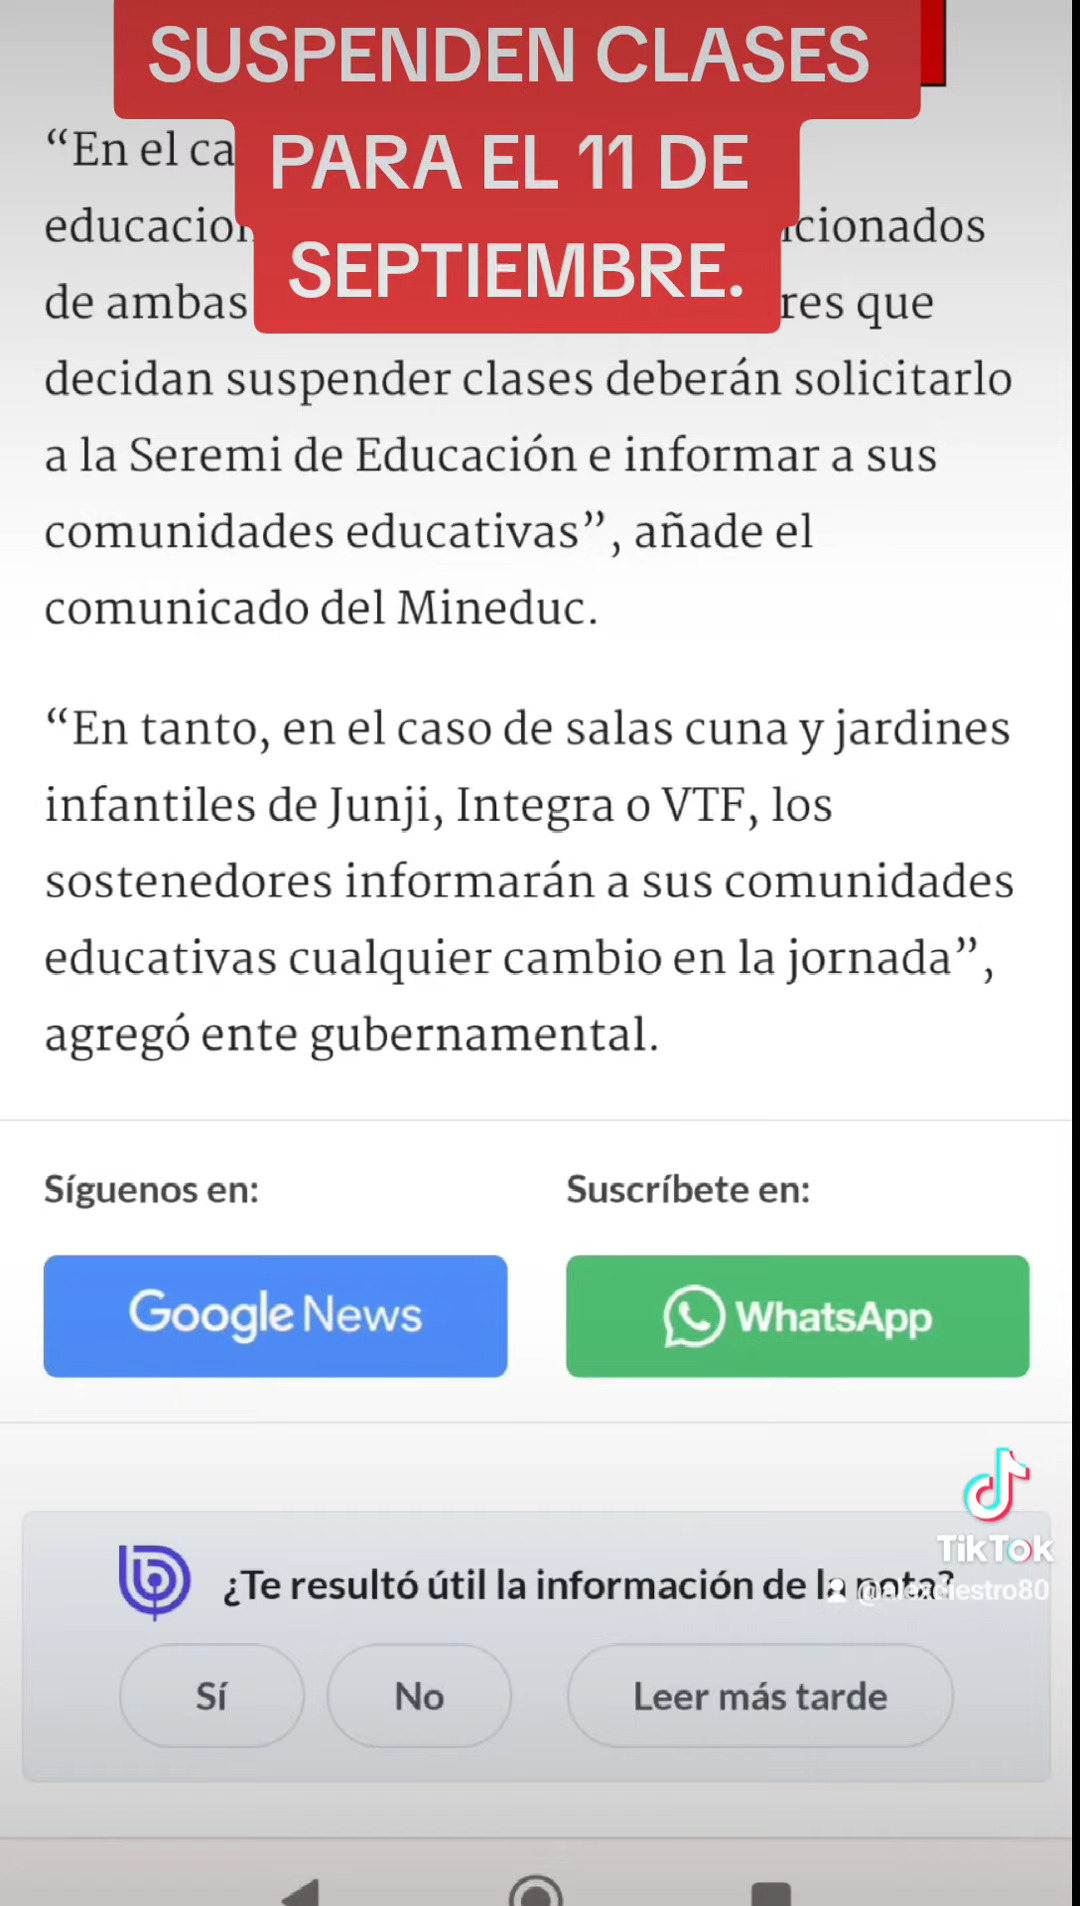 SUSPENDEN CLASES
PARA EL 11 DE
SEPTIEMBRE.
“En el
de ambas
res que
decidan suspender clases deberán solicitarlo
a la Seremi de Educación e informar a sus
comunidades educativas”, añade el
comunicado del Mineduc.
“En tanto, en el caso de salas cuna y jardines
infantiles de Junji, Integra o VTF, los
sostenedores informarán a sus comunidades
educativas cualquier cambio en la jornada”,
agregó ente gubernamental.
Síguenos en:
Suscríbete en:
Google News
WhatsApp
TikTok
¿Te resultó útil la información de la nota?
Sí
No
Leer más tarde